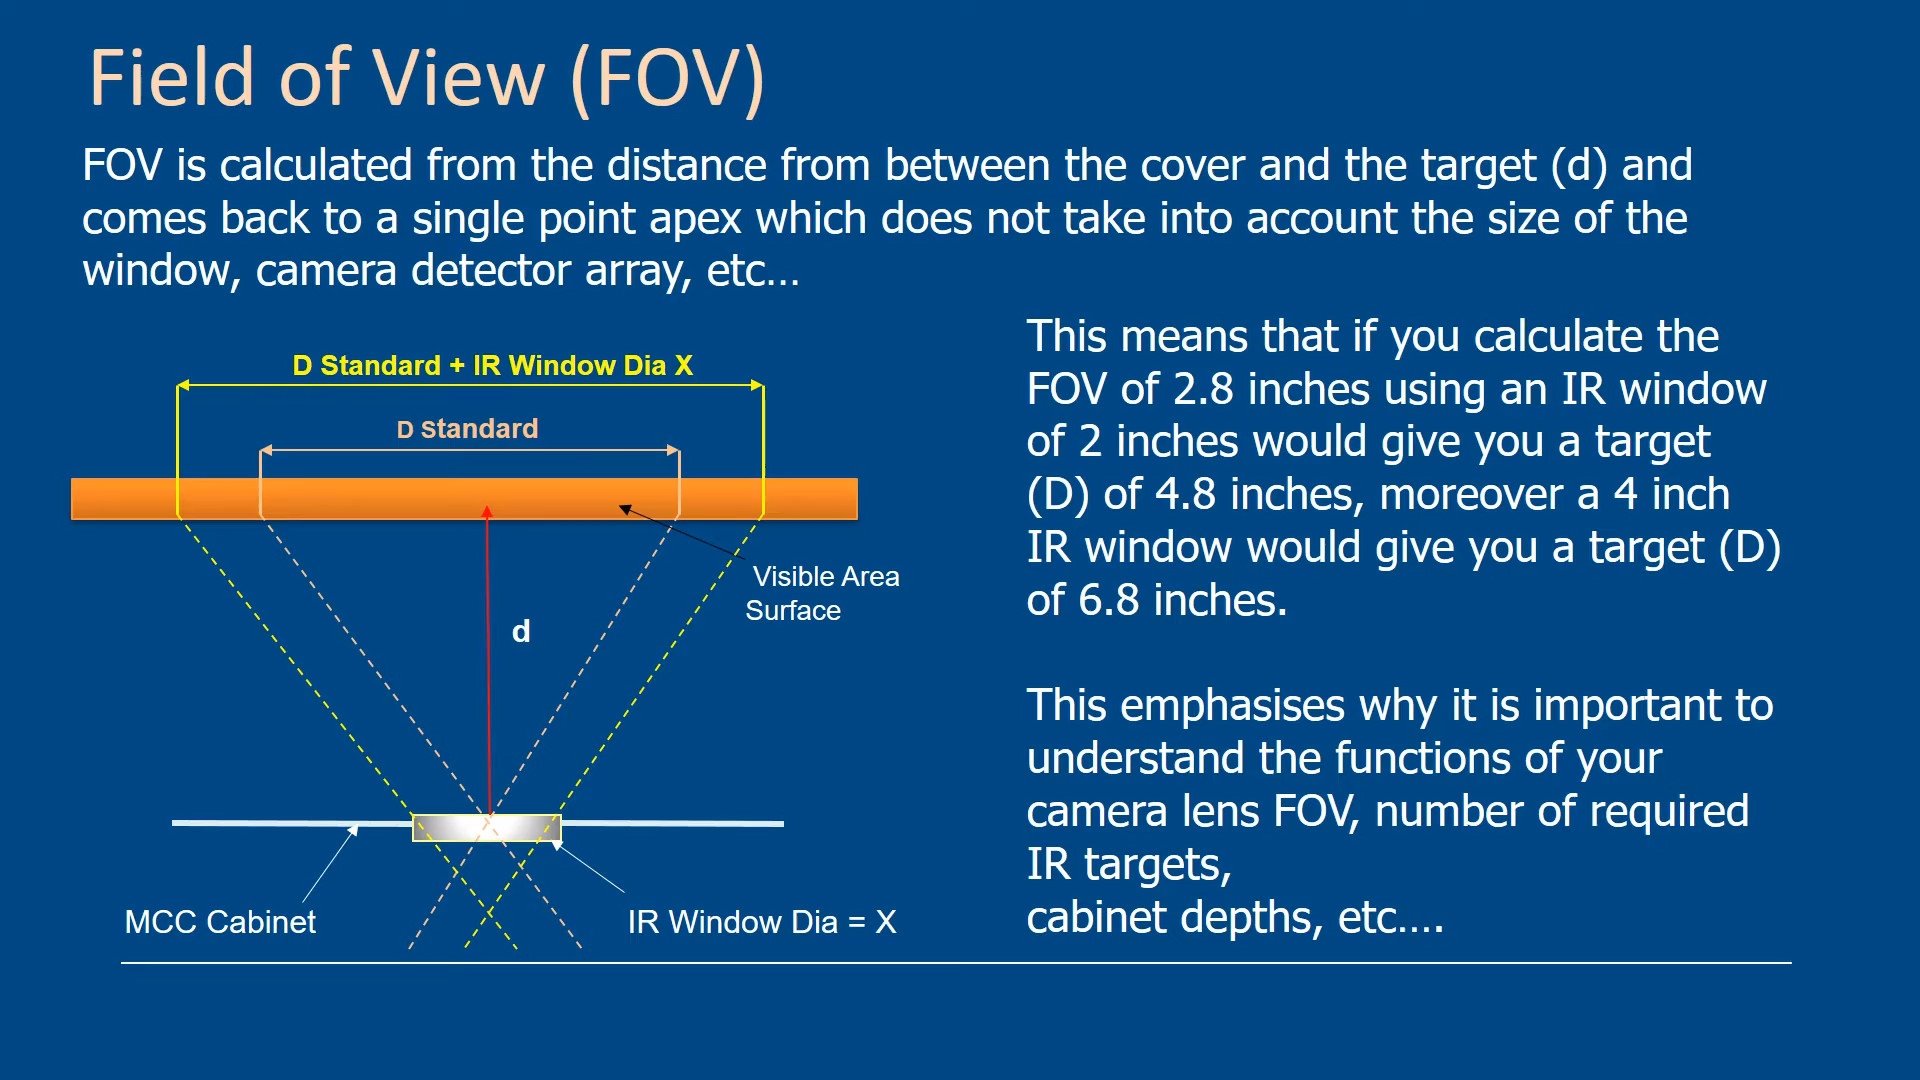 Field of View (FOV)
FOV is calculated from the distance from between the cover and the target (d) and
comes back to a single point apex which does not take into account the size of the
window, camera detector array, etc...
D Standard + IR Window Dia X
D Standard
Visible Area
Surface
d
MCC Cabinet
IR Window Dia = X
This means that if you calculate the
FOV of 2.8 inches using an IR window
of 2 inches would give you a target
(D) of 4.8 inches, moreover a 4 inch
IR window would give you a target (D)
of 6.8 inches.
This emphasises why it is important to
understand the functions of your
camera lens FOV, number of required
IR targets,
cabinet depths, etc....